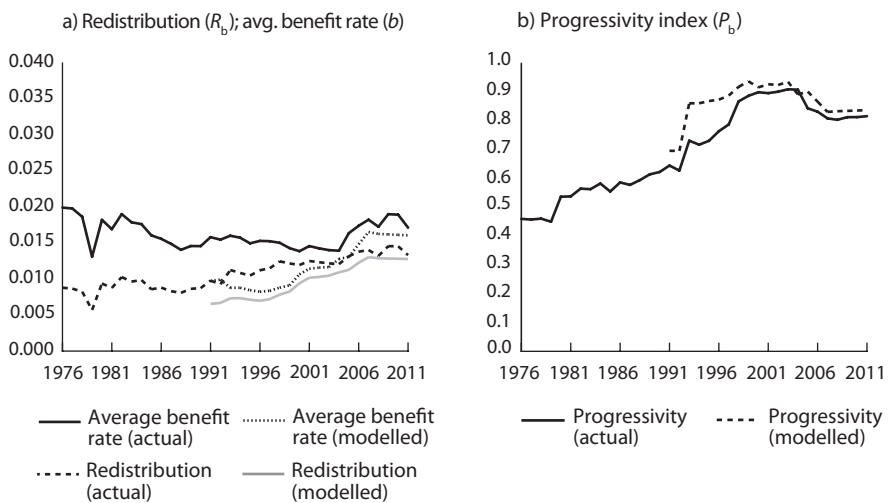 a) Redistribution (Rb); avg. benefit rate (b)
0.040
0.035
0.030
0.025
0.020
0.015
0.010
0.005
0.000
1976 1981 1986 1991 1996 2001 2006 2011
Average benefit
rate (actual)
Average benefit
rate (modelled)
Redistribution
(actual)
Redistribution
(modelled)
b) Progressivity index (Pb)
1.0
0.9
0.8
0.7
0.6
0.5
0.4
0.3
0.2
0.1
0.0
1976 1981 1986 1991 1996 2001 2006 2011
Progressivity
(actual)
Progressivity
(modelled)